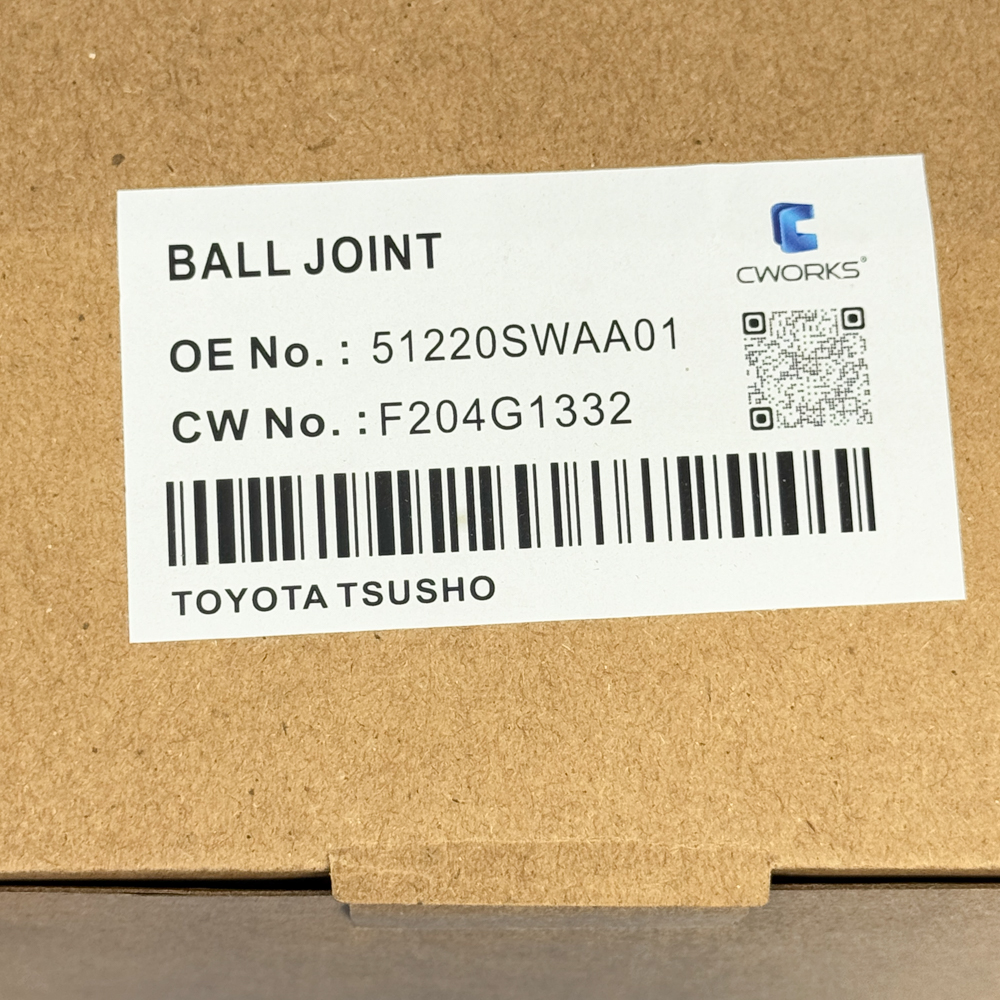 BALL JOINT
CWORKS®
OE No. : 51220SWAA01
CW No. : F204G1332
TOYOTA TSUSHO